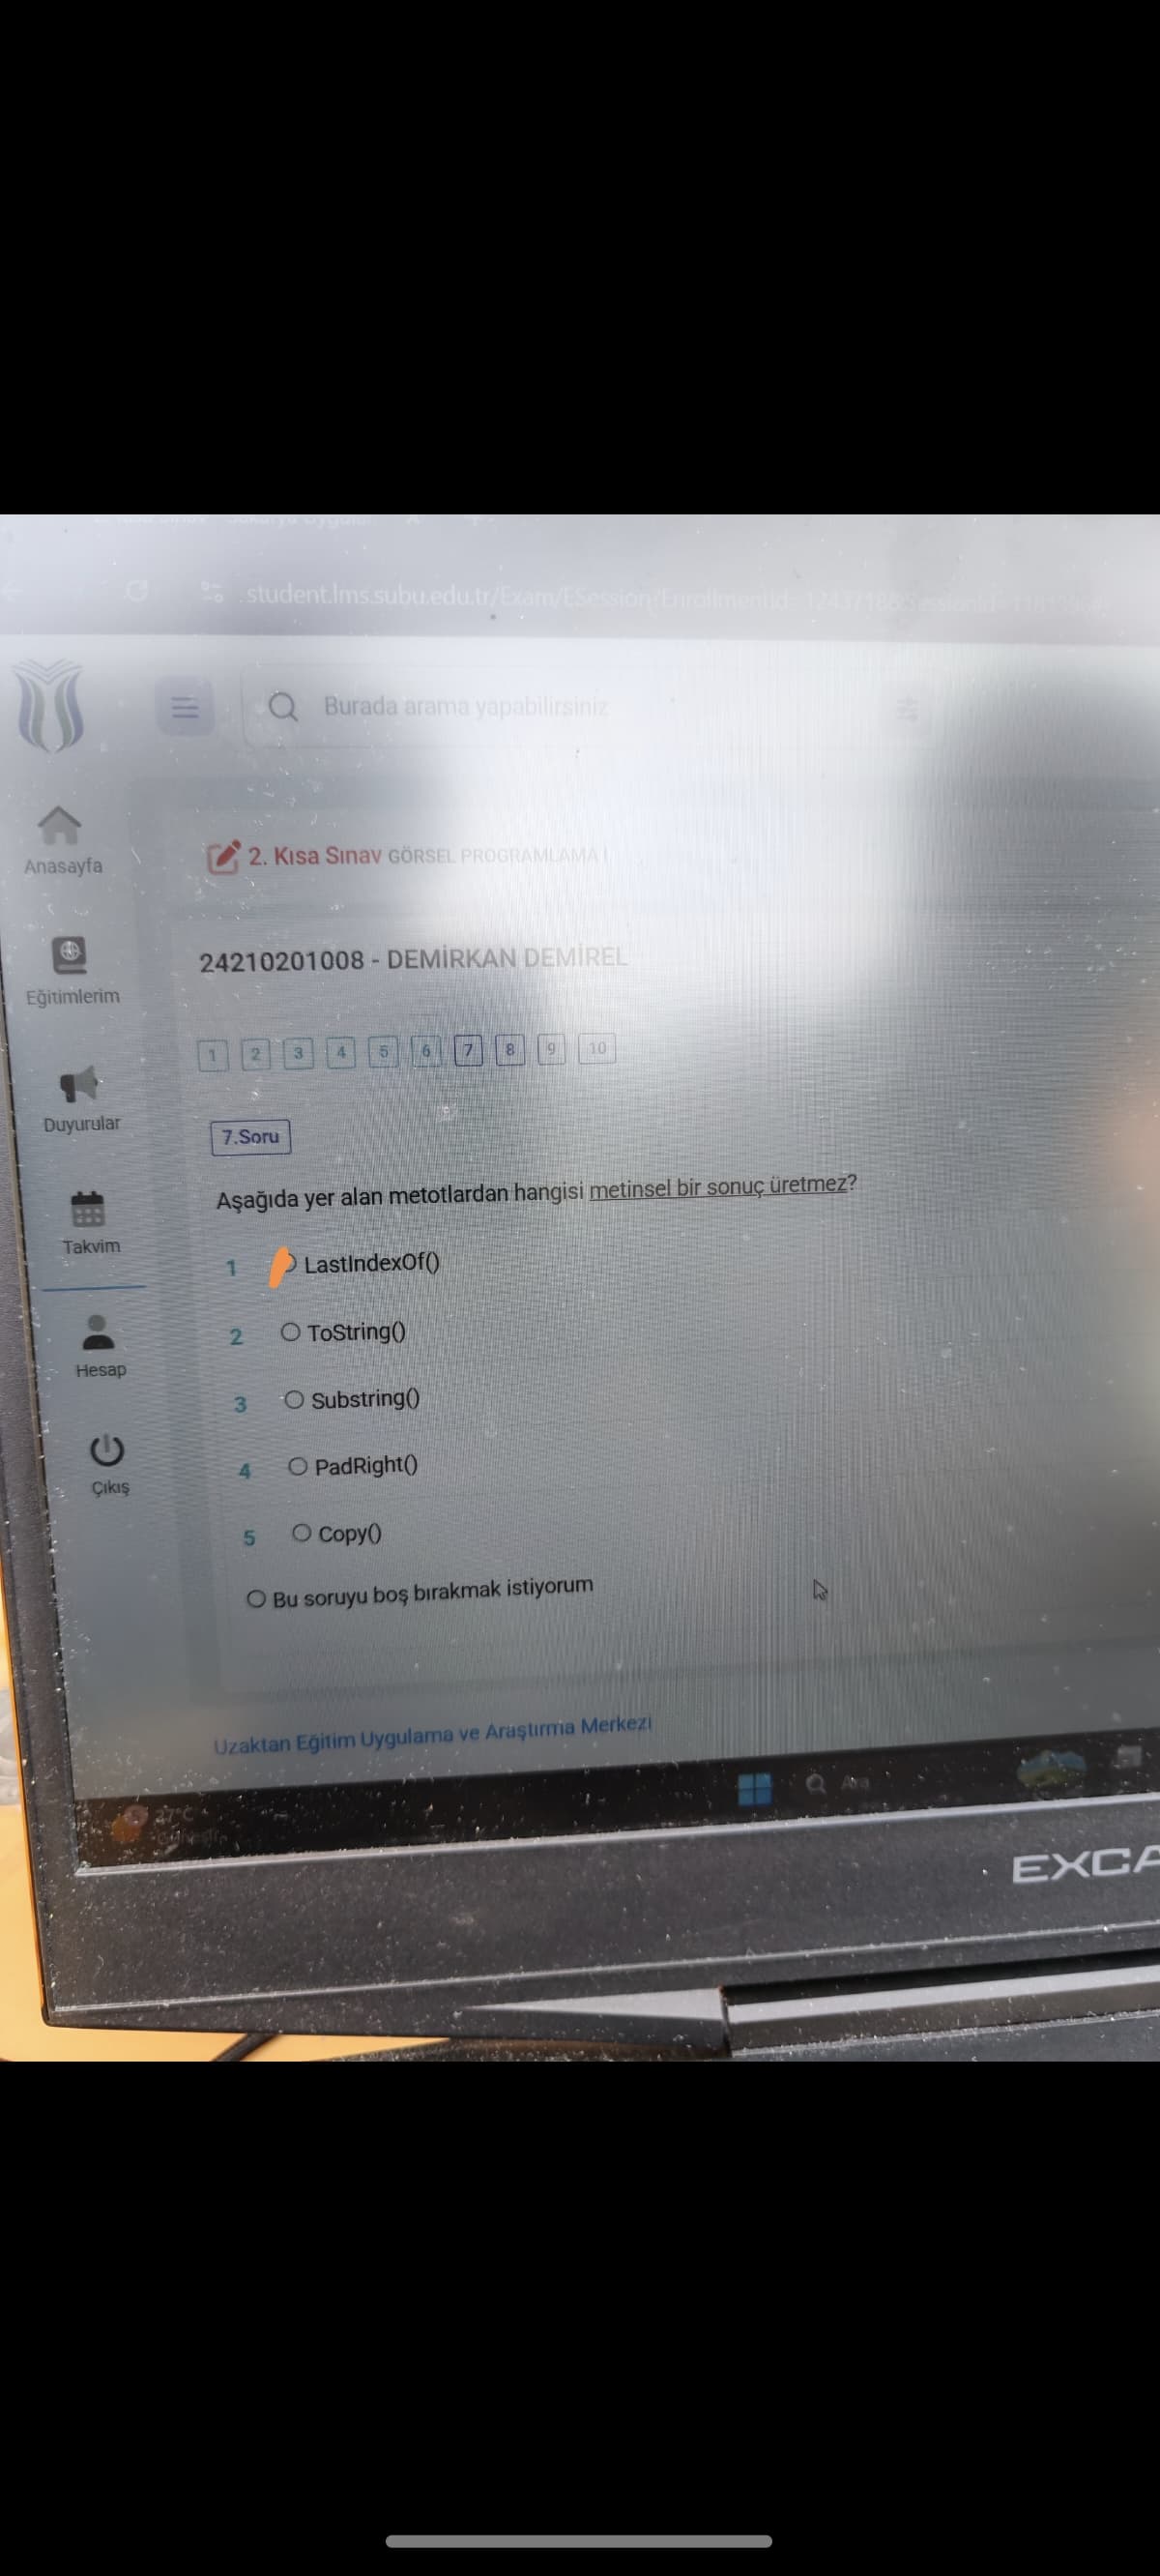 student.lms.subu.edu.tr/Exam/ESession/
Burada arama yapabilirsiniz
Anasayfa
2. Kısa Sınav GÖRSEL PROGRAMLAMA I
24210201008 - DEMİRKAN DEMİREL
Eğitimlerim
1 2 3 4 5 6 7 8 9 10
Duyurular
7.Soru
Aşağıda yer alan metotlardan hangisi metinsel bir sonuç üretmez?
Takvim
1 LastIndexOf()
2 ToString()
Hesap
3 Substring()
4 PadRight()
Çıkış
5 Copy()
Bu soruyu boş bırakmak istiyorum
Uzaktan Eğitim Uygulama ve Araştırma Merkezi
Ara
EXCA